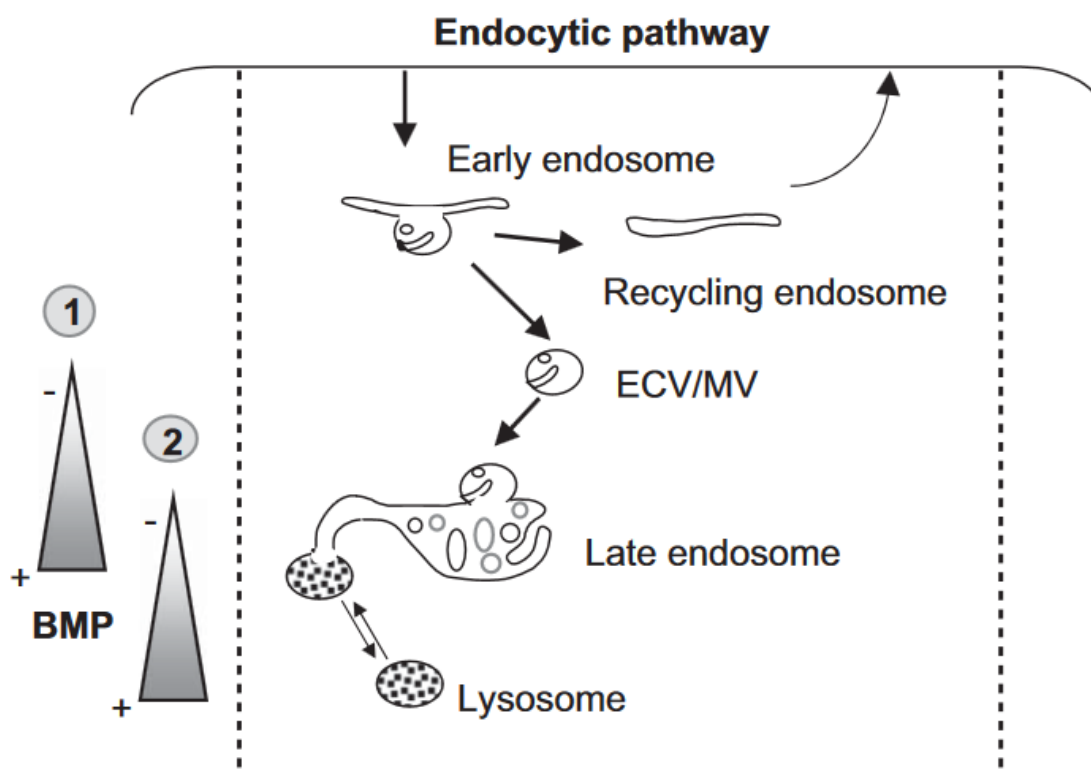 Endocytic pathway
Early endosome
Recycling endosome
1
-
ECV/MV
2
-
Late endosome
+
BMP
Lysosome
+